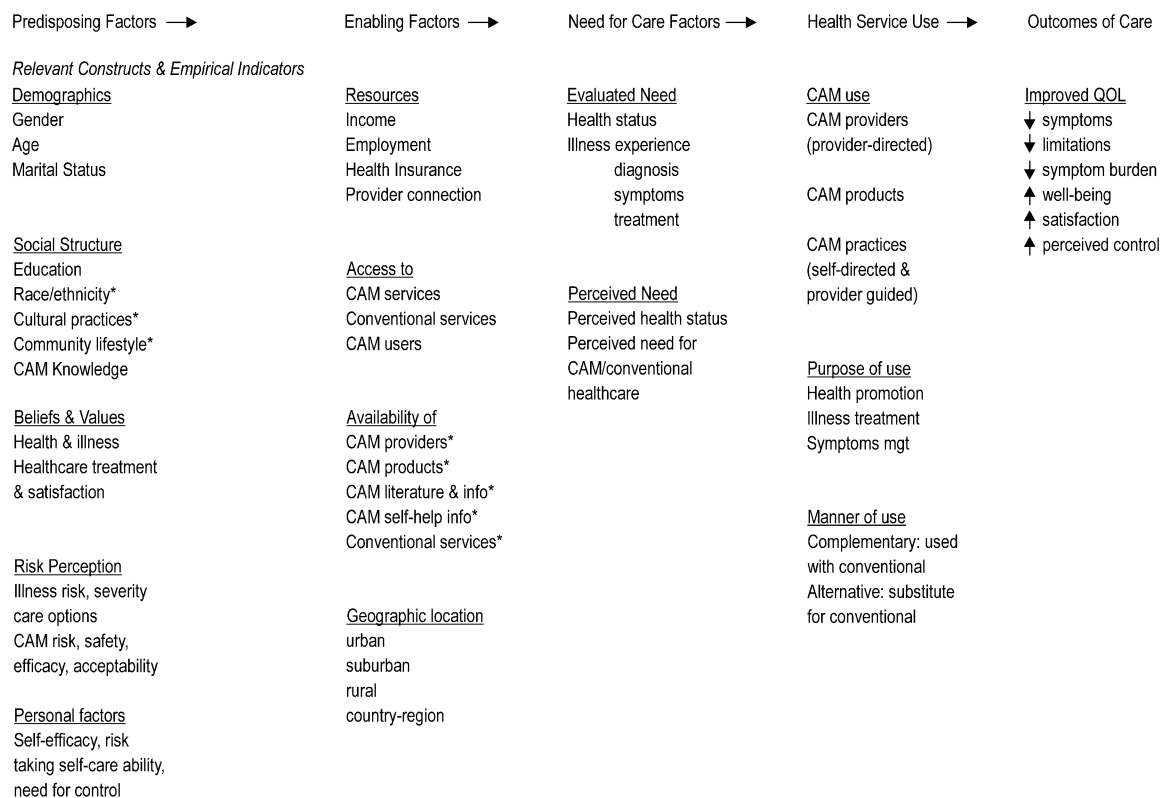 Predisposing Factors →
Enabling Factors →
Need for Care Factors →
Health Service Use →
Outcomes of Care
Relevant Constructs & Empirical Indicators
Demographics
Gender
Age
Marital Status
Social Structure
Education
Race/ethnicity*
Cultural practices*
Community lifestyle*
CAM Knowledge
Beliefs & Values
Health & illness
Healthcare treatment
& satisfaction
Risk Perception
Illness risk, severity
care options
CAM risk, safety,
efficacy, acceptability
Personal factors
Self-efficacy, risk
taking self-care ability,
need for control
Resources
Income
Employment
Health Insurance
Provider connection
Access to
CAM services
Conventional services
CAM users
Availability of
CAM providers*
CAM products*
CAM literature & info*
CAM self-help info*
Conventional services*
Geographic location
urban
suburban
rural
country-region
Evaluated Need
Health status
Illness experience
diagnosis
symptoms
treatment
Perceived Need
Perceived health status
Perceived need for
CAM/conventional
healthcare
CAM use
CAM providers
(provider-directed)
CAM products
CAM practices
(self-directed &
provider guided)
Purpose of use
Health promotion
Illness treatment
Symptoms mgt
Manner of use
Complementary: used
with conventional
Alternative: substitute
for conventional
Improved QOL
↓ symptoms
↓ limitations
↓ symptom burden
↑ well-being
↑ satisfaction
↑ perceived control